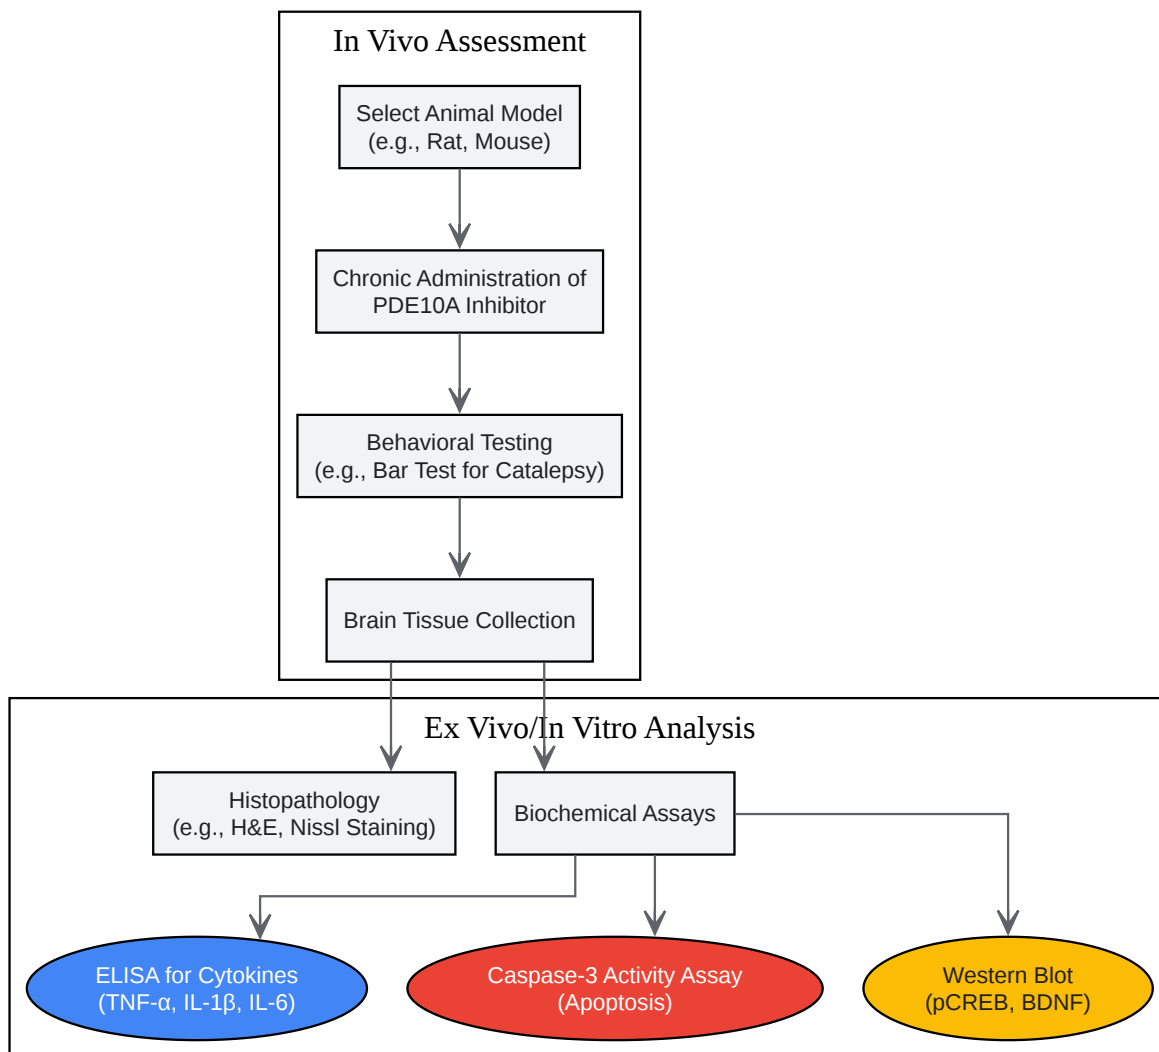 In Vivo Assessment
Select Animal Model
(e.g., Rat, Mouse)
Chronic Administration of
PDE10A Inhibitor
Behavioral Testing
(e.g., Bar Test for Catalepsy)
Brain Tissue Collection
Ex Vivo/In Vitro Analysis
Histopathology
(e.g., H&E, Nissl Staining)
Biochemical Assays
ELISA for Cytokines
(TNF-α, IL-1β, IL-6)
Caspase-3 Activity Assay
(Apoptosis)
Western Blot
(pCREB, BDNF)